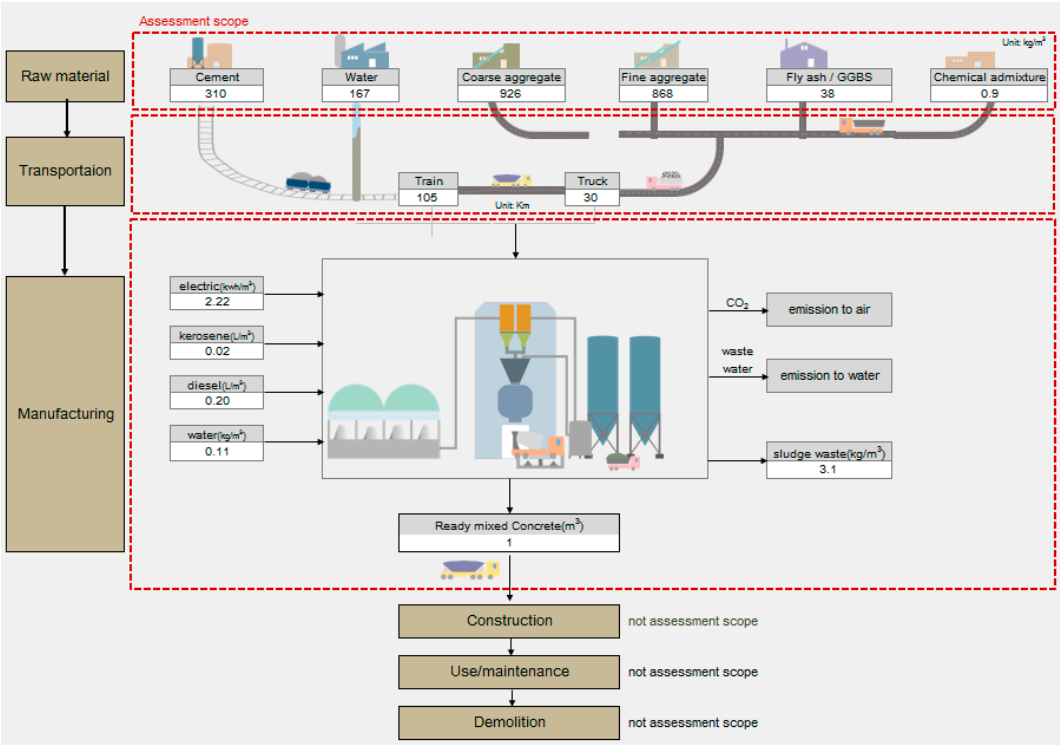 Assessment scope
Unit: kg/m³
Raw material
Cement
310
Water
167
Coarse aggregate
926
Fine aggregate
868
Fly ash / GGBS
38
Chemical admixture
0.9
Transportaion
Train
105
Truck
30
Unit: Km
Manufacturing
electric(kwh/m³)
2.22
kerosene(L/m³)
0.02
diesel(L/m³)
0.20
water(kg/m³)
0.11
CO₂
emission to air
waste
water
emission to water
sludge waste(kg/m³)
3.1
Ready mixed Concrete(m³)
1
Construction
not assessment scope
Use/maintenance
not assessment scope
Demolition
not assessment scope